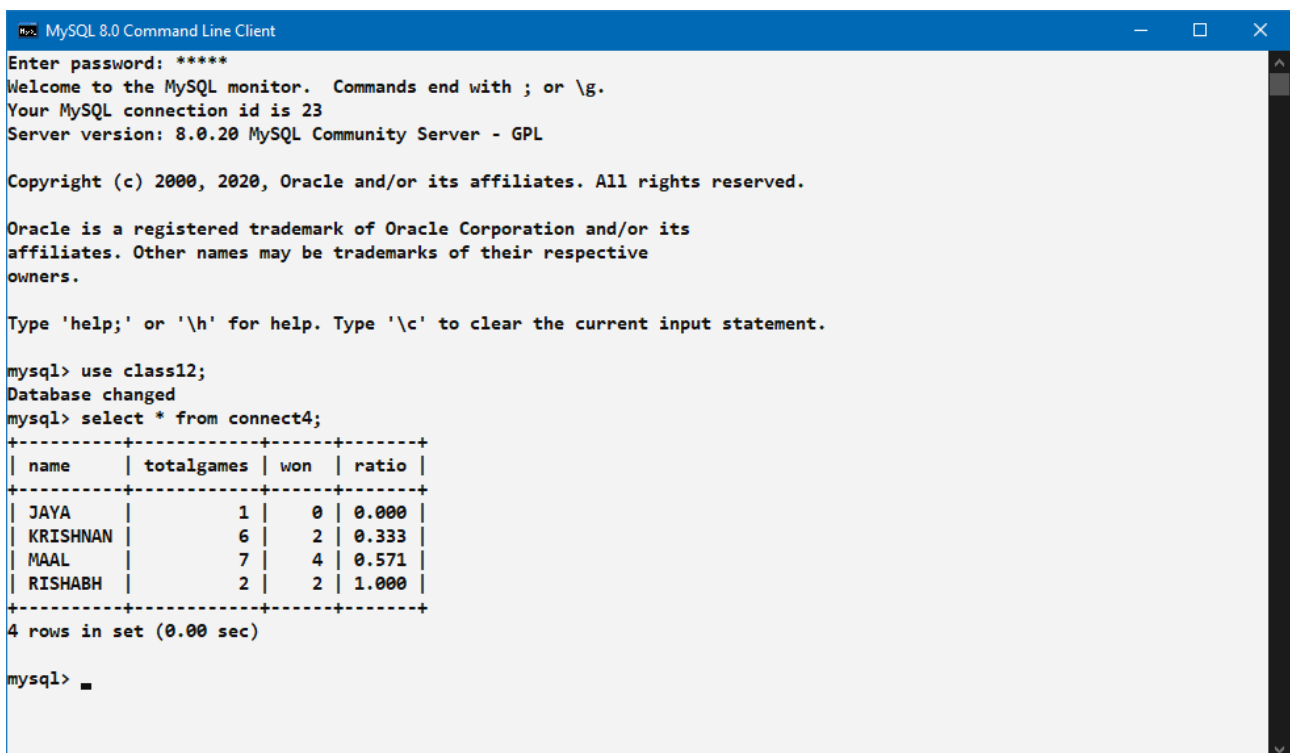 MySQL 8.0 Command Line Client
Enter password: *****
Welcome to the MySQL monitor.  Commands end with ; or \g.
Your MySQL connection id is 23
Server version: 8.0.20 MySQL Community Server - GPL

Copyright (c) 2000, 2020, Oracle and/or its affiliates. All rights reserved.

Oracle is a registered trademark of Oracle Corporation and/or its
affiliates. Other names may be trademarks of their respective
owners.

Type 'help;' or '\h' for help. Type '\c' to clear the current input statement.

mysql> use class12;
Database changed
mysql> select * from connect4;
+----------+------------+------+-------+
| name     | totalgames | won  | ratio |
+----------+------------+------+-------+
| JAYA     |          1 |    0 | 0.000 |
| KRISHNAN |          6 |    2 | 0.333 |
| MAAL     |          7 |    4 | 0.571 |
| RISHABH  |          2 |    2 | 1.000 |
+----------+------------+------+-------+
4 rows in set (0.00 sec)

mysql> _